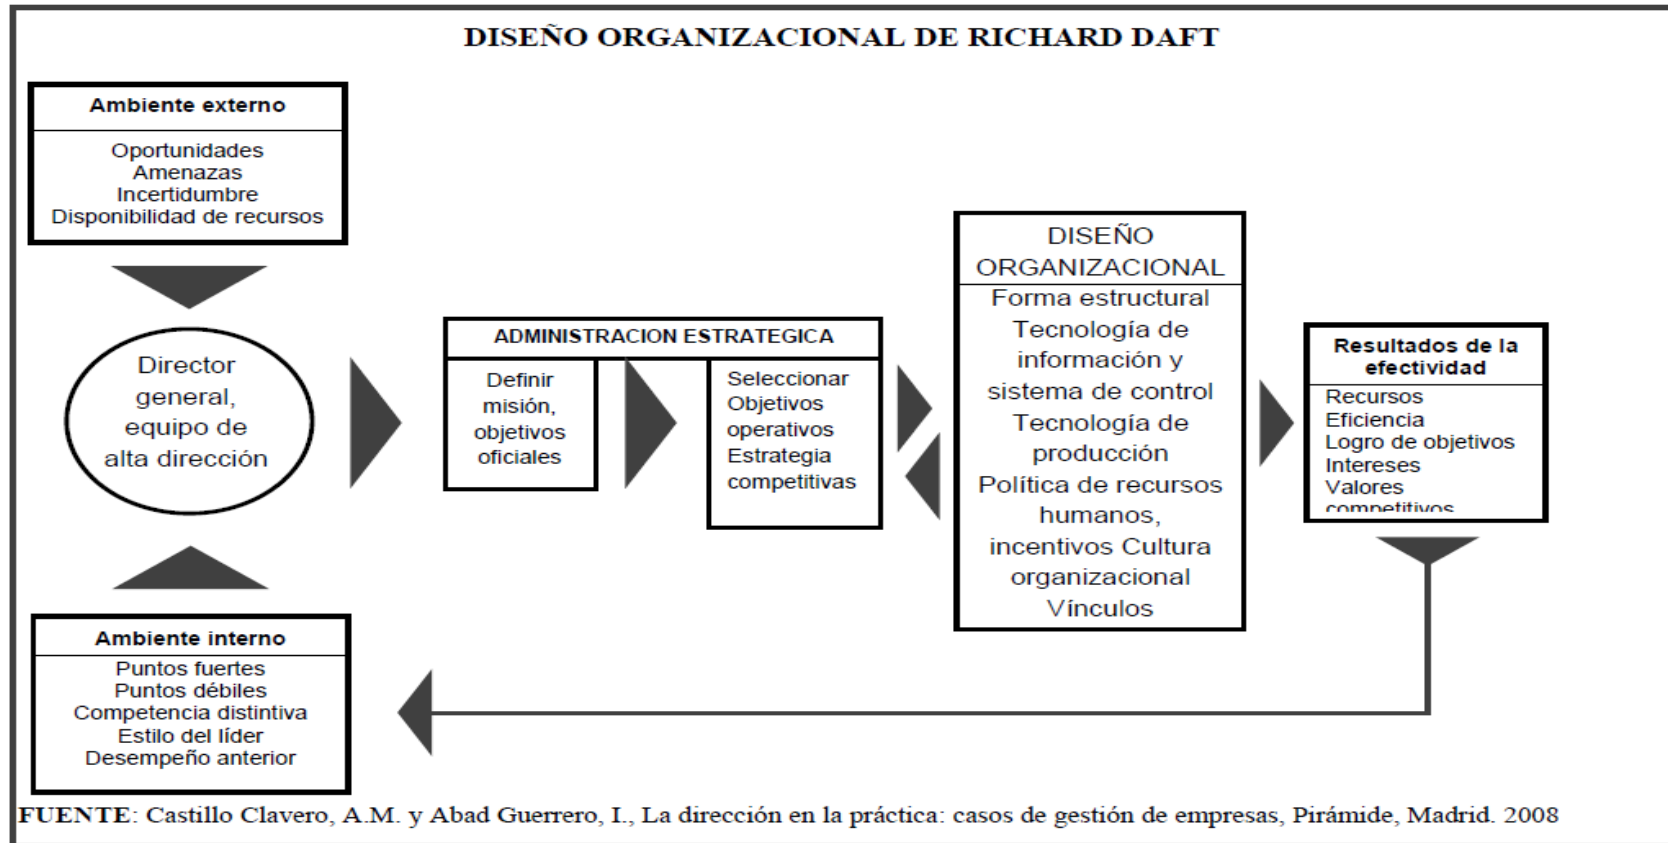 DISEÑO ORGANIZACIONAL DE RICHARD DAFT
Ambiente externo
Oportunidades
Amenazas
Incertidumbre
Disponibilidad de recursos
Director
general,
equipo de
alta dirección
Ambiente interno
Puntos fuertes
Puntos débiles
Competencia distintiva
Estilo del líder
Desempeño anterior
ADMINISTRACION ESTRATEGICA
Definir
misión,
objetivos
oficiales
Seleccionar
Objetivos
operativos
Estrategia
competitivas
DISEÑO
ORGANIZACIONAL
Forma estructural
Tecnología de
información y
sistema de control
Tecnología de
producción
Política de recursos
humanos,
incentivos Cultura
organizacional
Vínculos
Resultados de la
efectividad
Recursos
Eficiencia
Logro de objetivos
Intereses
Valores
competitivos
FUENTE: Castillo Clavero, A.M. y Abad Guerrero, I., La dirección en la práctica: casos de gestión de empresas, Pirámide, Madrid. 2008